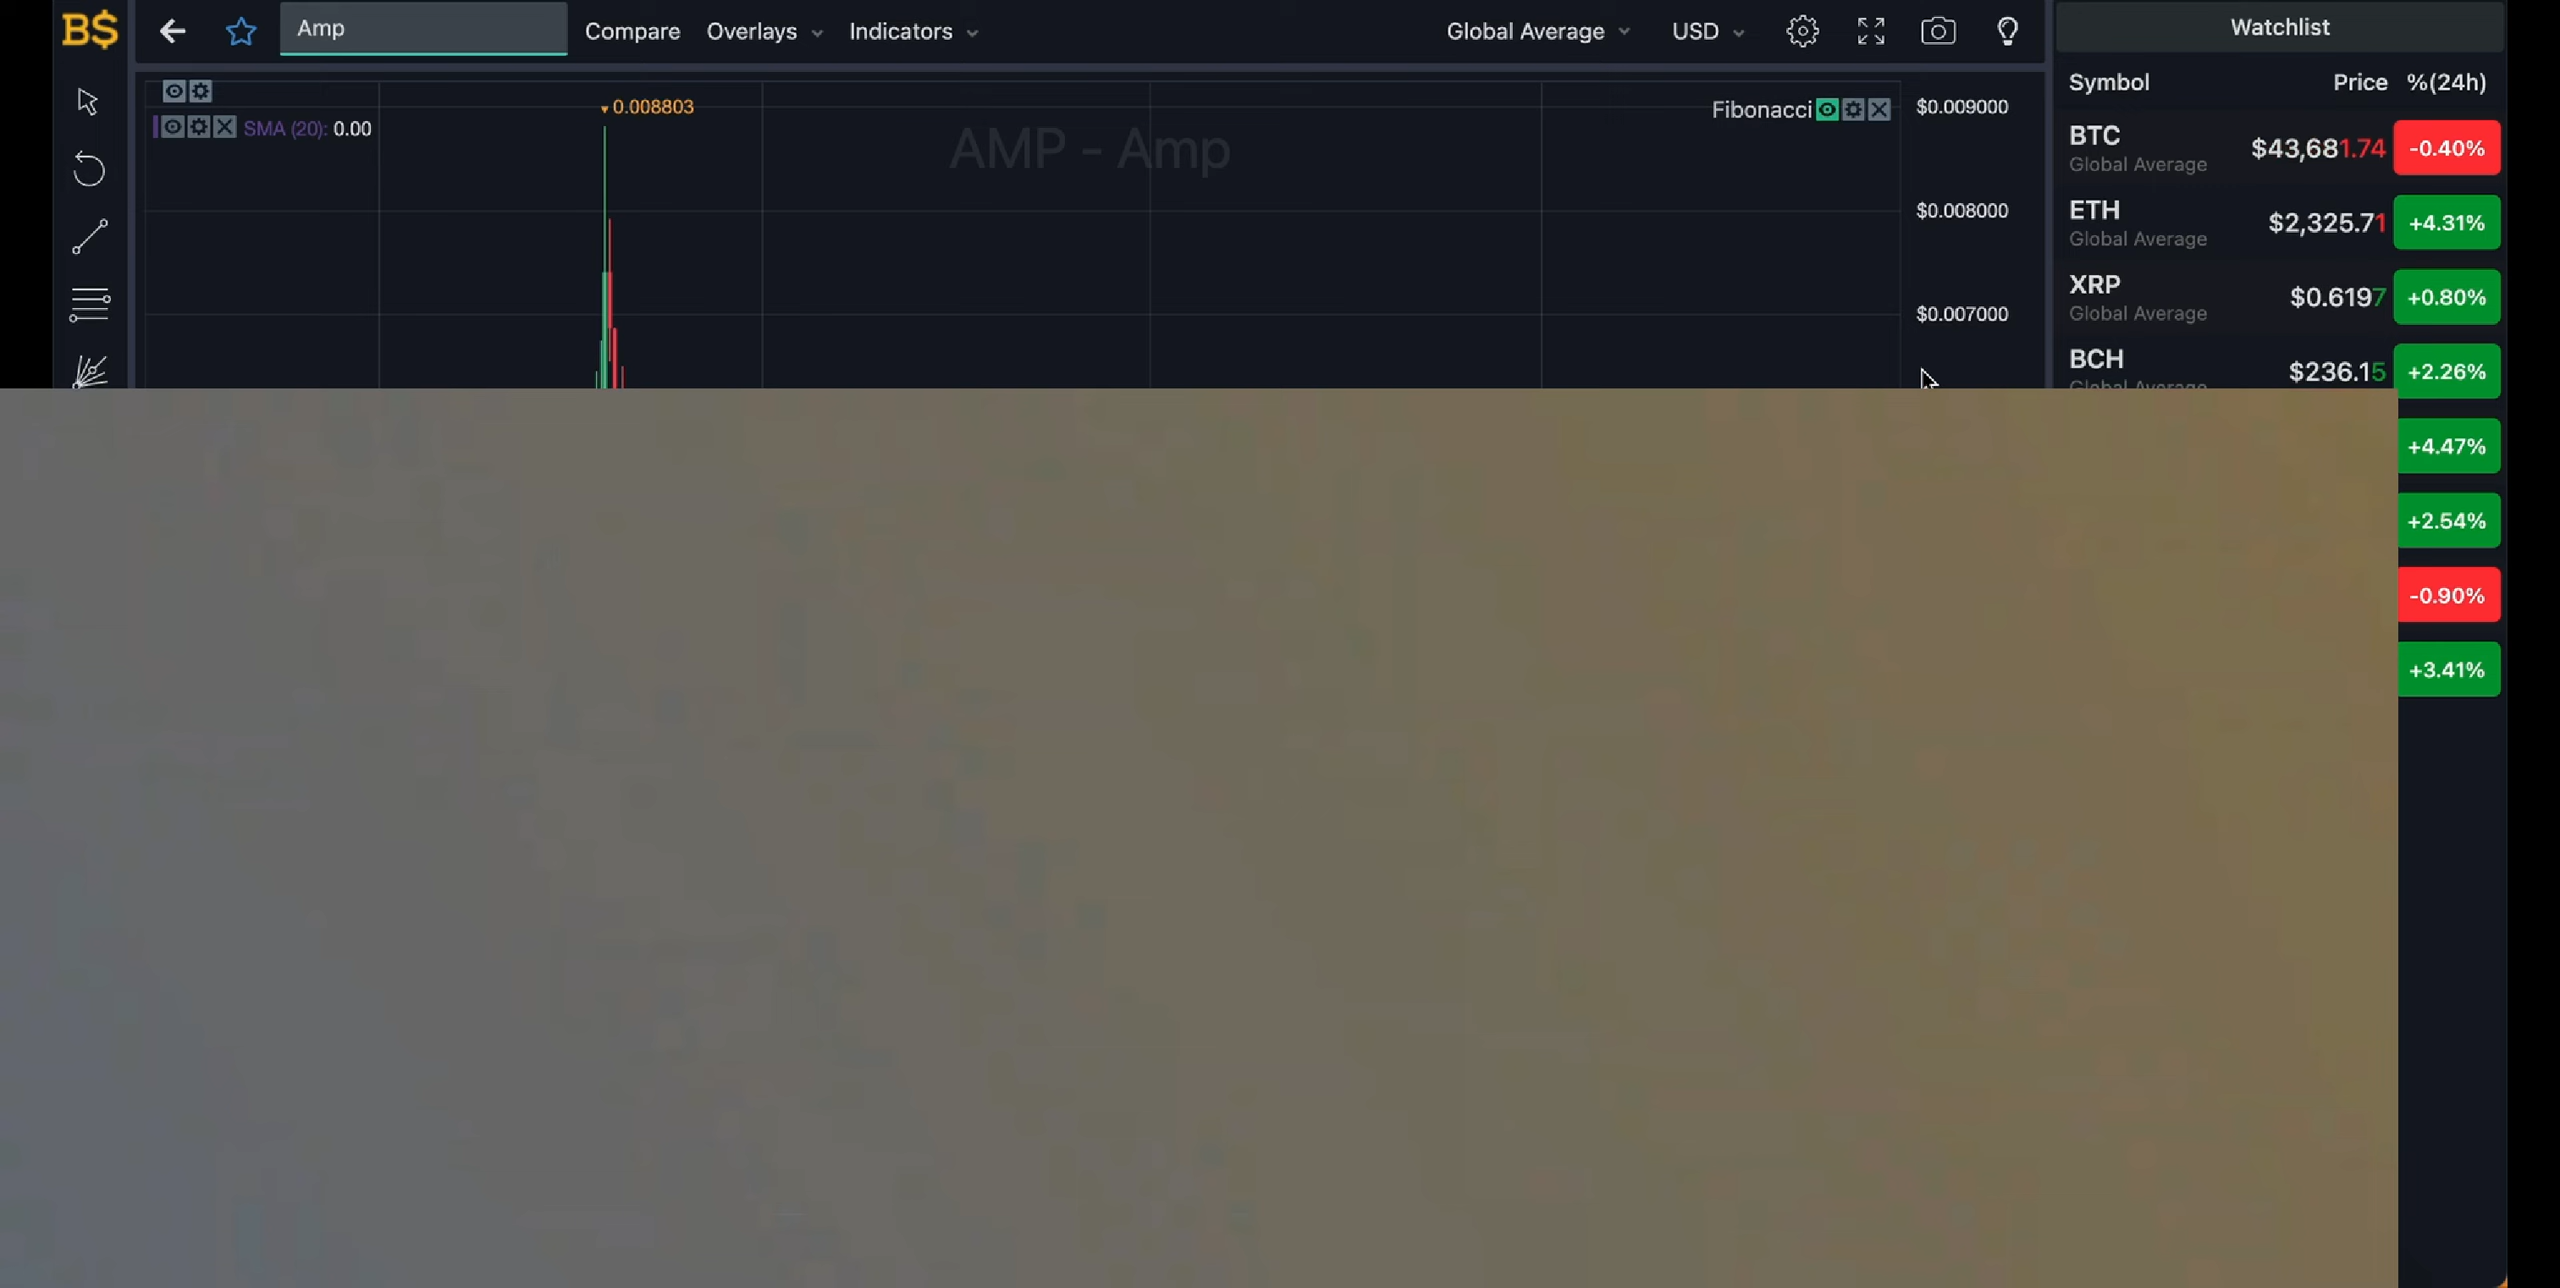 B$ Amp Compare Overlays Indicators Global Average USD
0.008803
SMA (20): 0.00
AMP - Amp
Fibonacci
$0.009000
$0.008000
$0.007000
Watchlist
Symbol Price %(24h)
BTC $43,681.74 -0.40%
Global Average
ETH $2,325.71 +4.31%
Global Average
XRP $0.6197 +0.80%
Global Average
BCH $236.15 +2.26%
Global Average
+4.47%
+2.54%
-0.90%
+3.41%